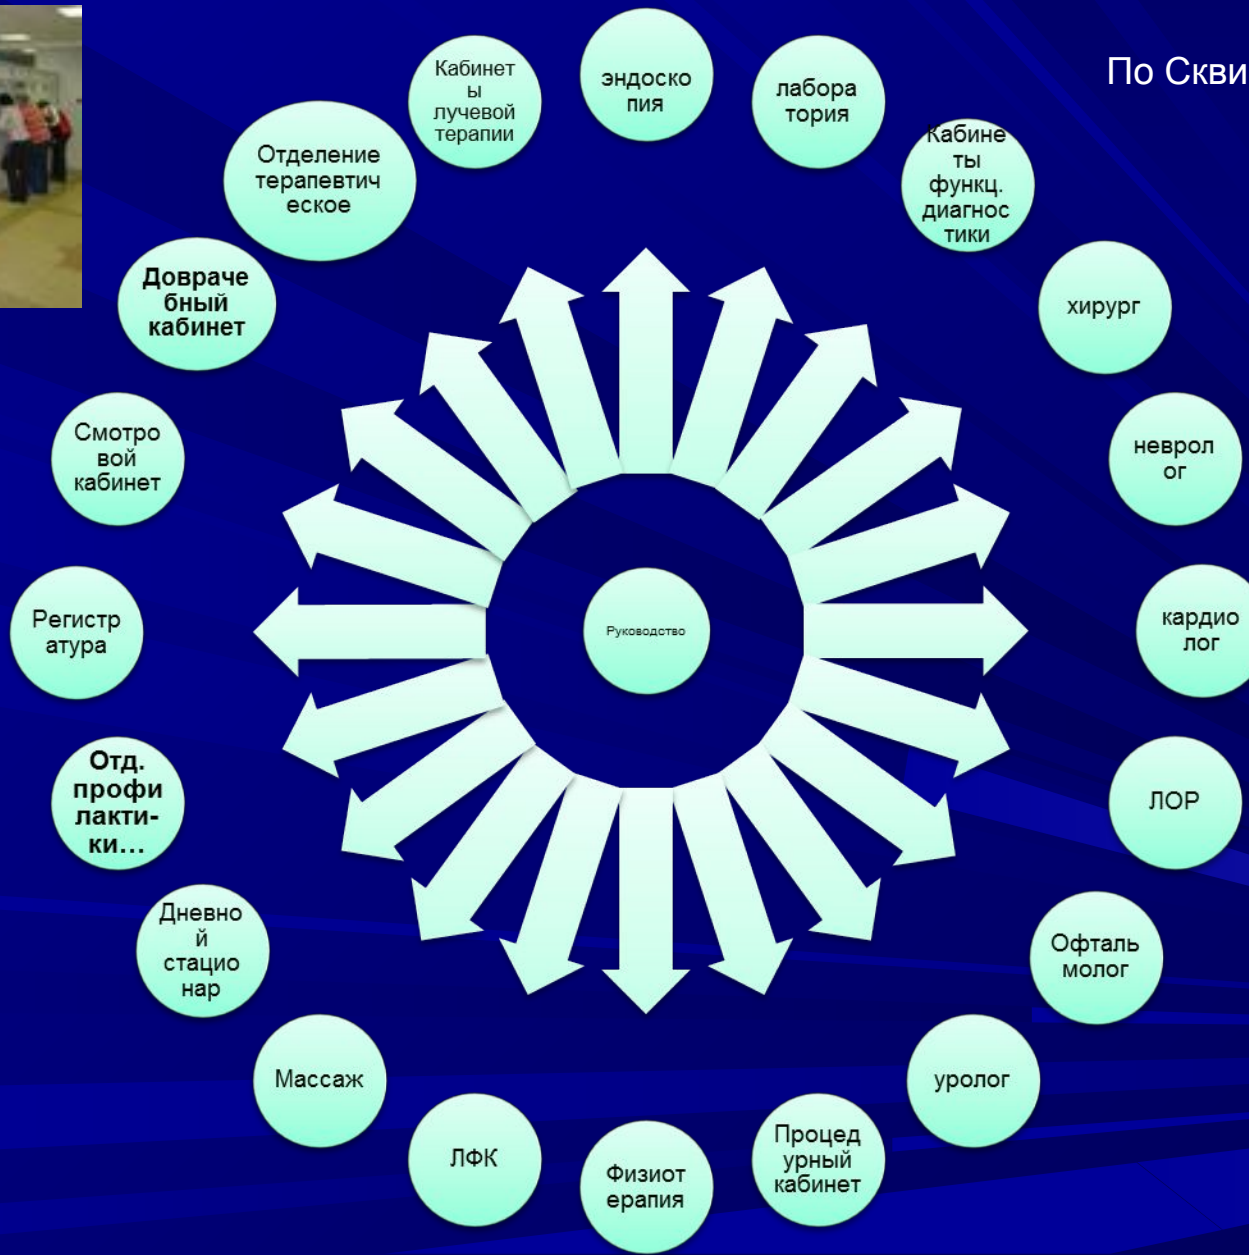 По Скви
эндоско
пия
лабора
тория
Кабине
ты
функц.
диагнос
тики
хирург
неврол
ог
кардио
лог
ЛОР
Офталь
молог
уролог
Процед
урный
кабинет
Физиот
ерапия
ЛФК
Массаж
Дневно
й
стацио
нар
Отд.
профи
лакти-
ки...
Регистр
атура
Смотро
вой
кабинет
Довраче
бный
кабинет
Отделение
терапевтич
еское
Кабинет
ы
лучевой
терапии
Руководство